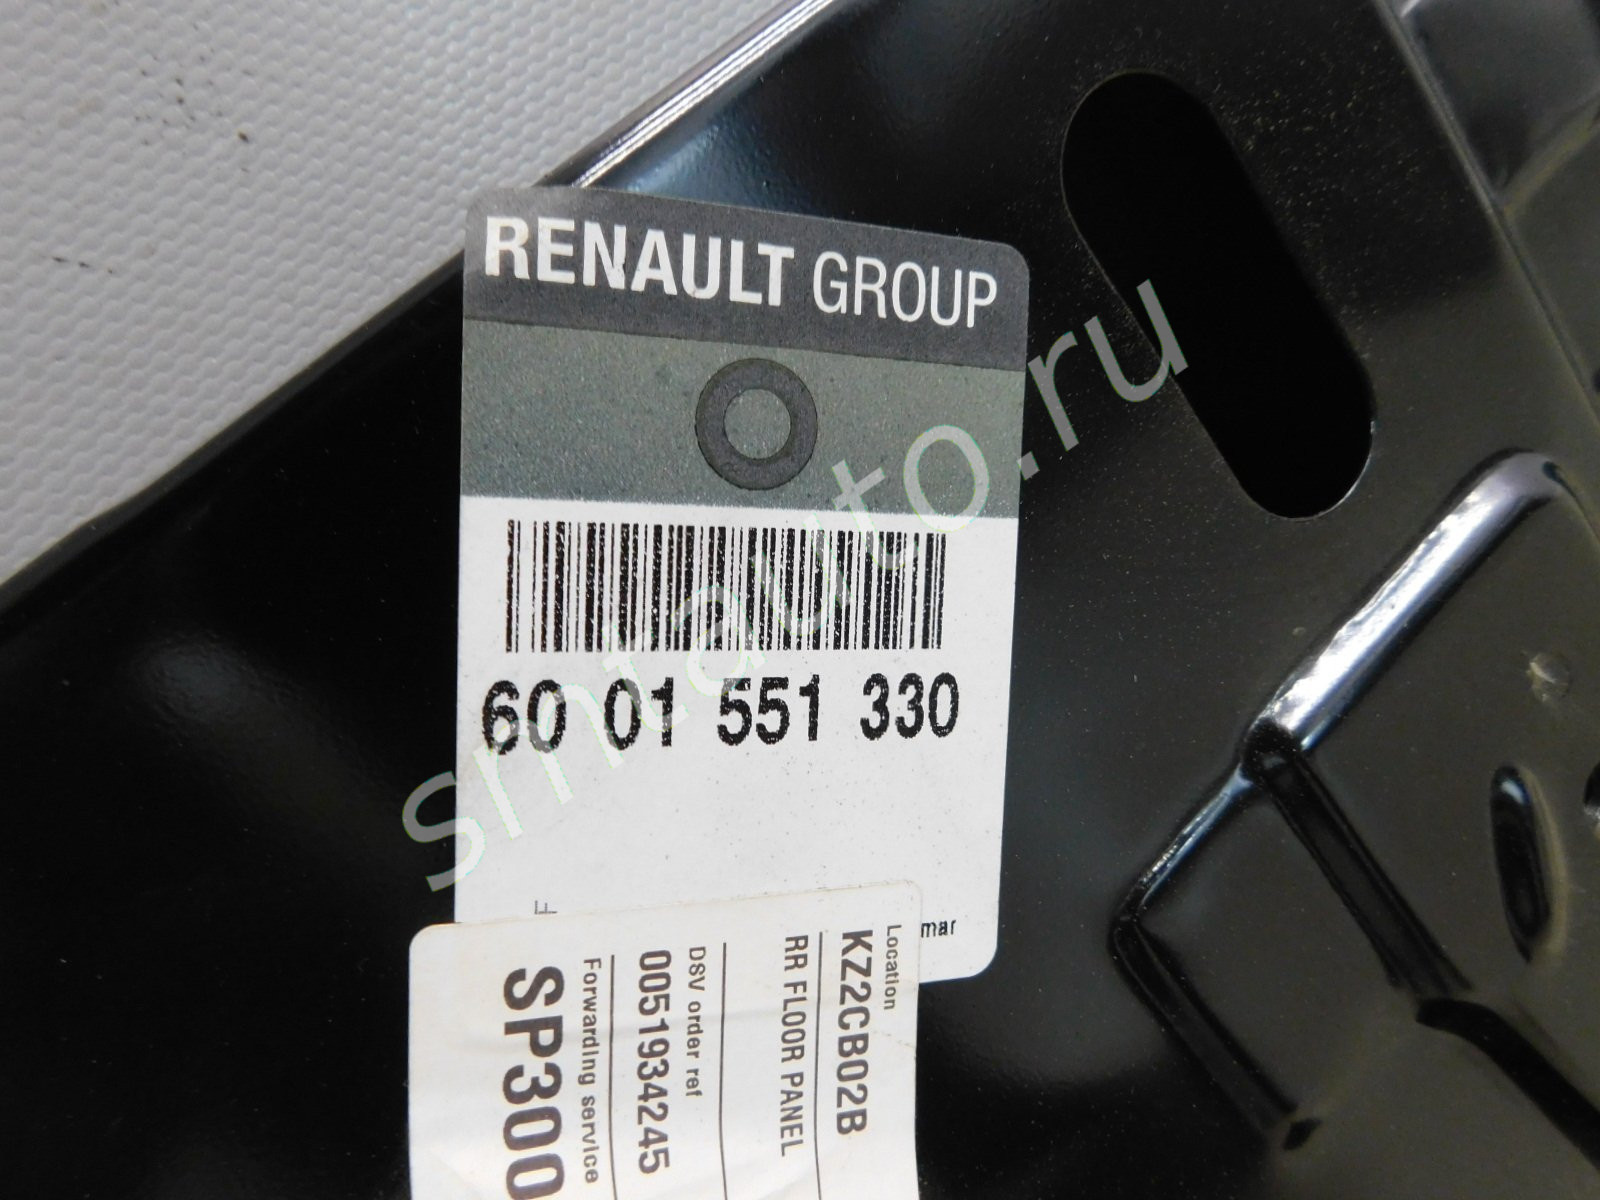 RENAULT GROUP
60 01 551 330
mar
Location
KZ2CB02B
RR FLOOR PANEL
DSV order ref
0051934245
Forwarding service
SP300
smtauto.ru